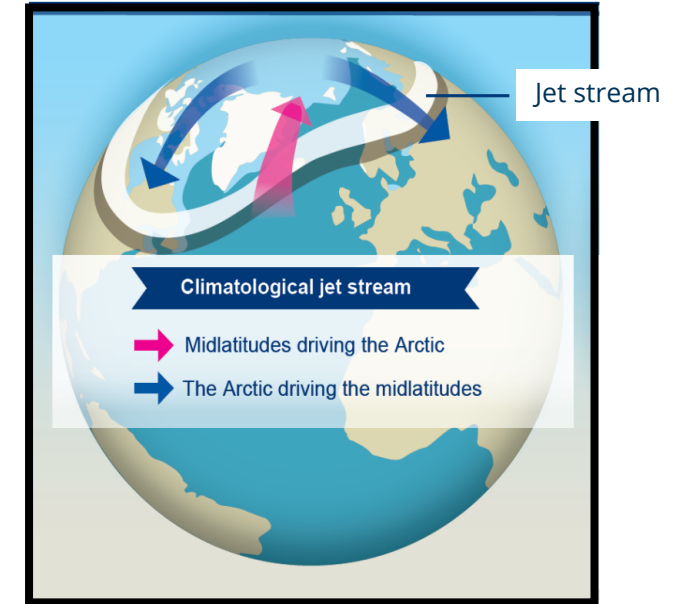 Jet stream
Climatological jet stream
Midlatitudes driving the Arctic
The Arctic driving the midlatitudes